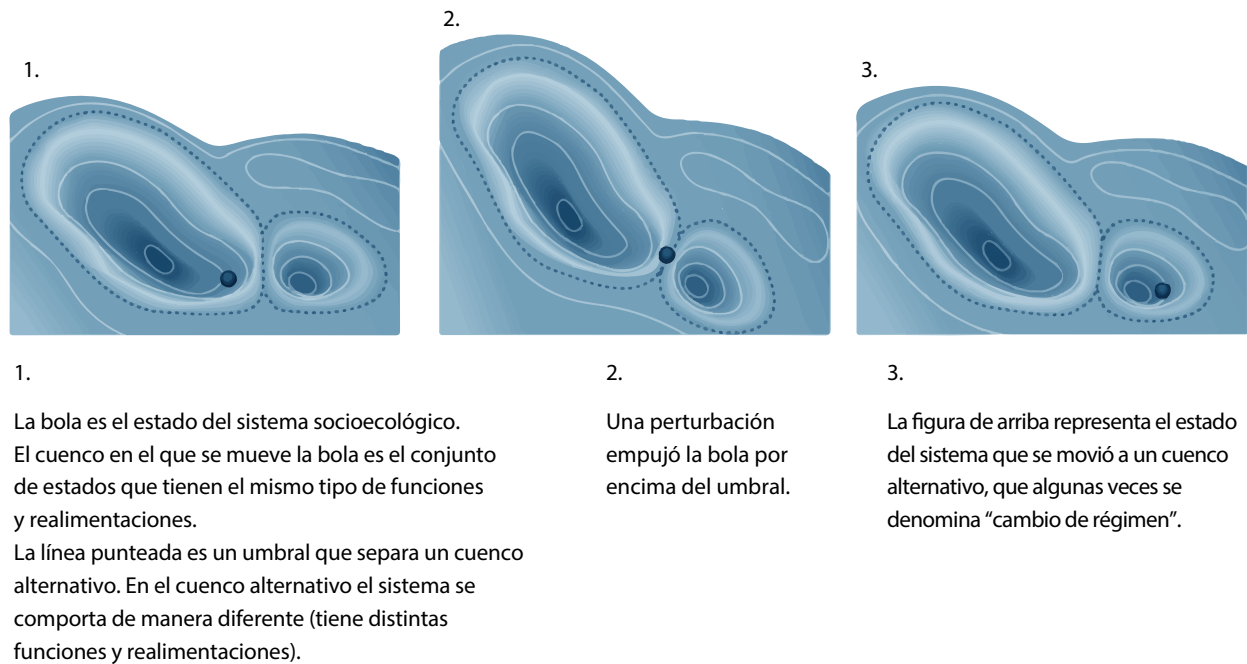 1.
2.
3.
1.
La bola es el estado del sistema socioecológico.
El cuenco en el que se mueve la bola es el conjunto
de estados que tienen el mismo tipo de funciones
y realimentaciones.
La línea punteada es un umbral que separa un cuenco
alternativo. En el cuenco alternativo el sistema se
comporta de manera diferente (tiene distintas
funciones y realimentaciones).
2.
Una perturbación
empujó la bola por
encima del umbral.
3.
La figura de arriba representa el estado
del sistema que se movió a un cuenco
alternativo, que algunas veces se
denomina “cambio de régimen”.